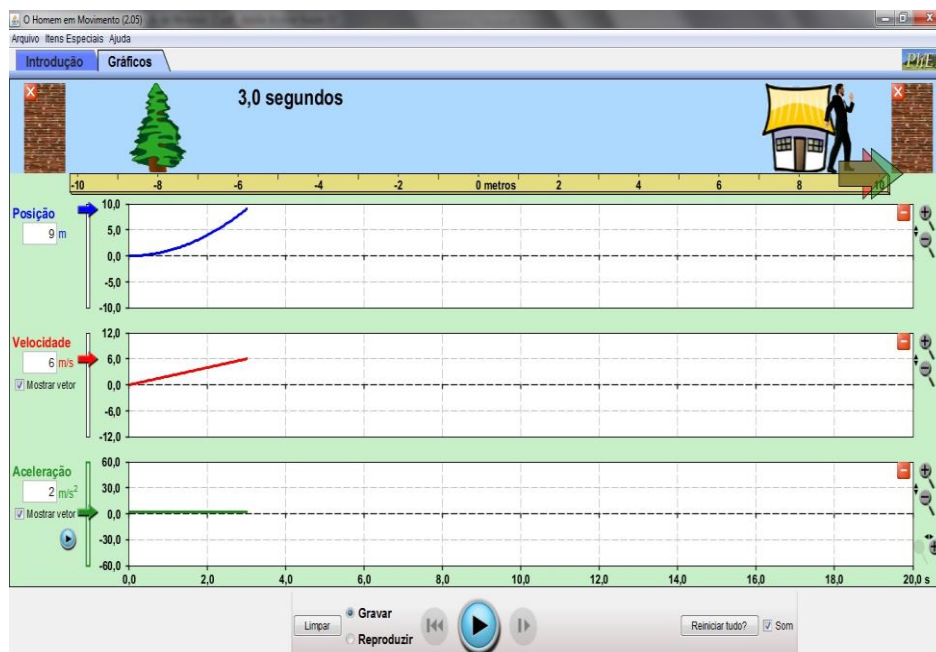 O Homem em Movimento (2.05)
Arquivo Itens Especiais Ajuda
Introdução Gráficos
PhET
3,0 segundos
-10 -8 -6 -4 -2 0 metros 2 4 6 8 10
Posição
9 m
10,0
5,0
0,0
-5,0
-10,0
Velocidade
6 m/s
Mostrar vetor
12,0
6,0
0,0
-6,0
-12,0
Aceleração
2 m/s²
Mostrar vetor
60,0
30,0
0,0
-30,0
-60,0
0,0 2,0 4,0 6,0 8,0 10,0 12,0 14,0 16,0 18,0 20,0 s
Limpar
Gravar
Reproduzir
Reiniciar tudo?
Som